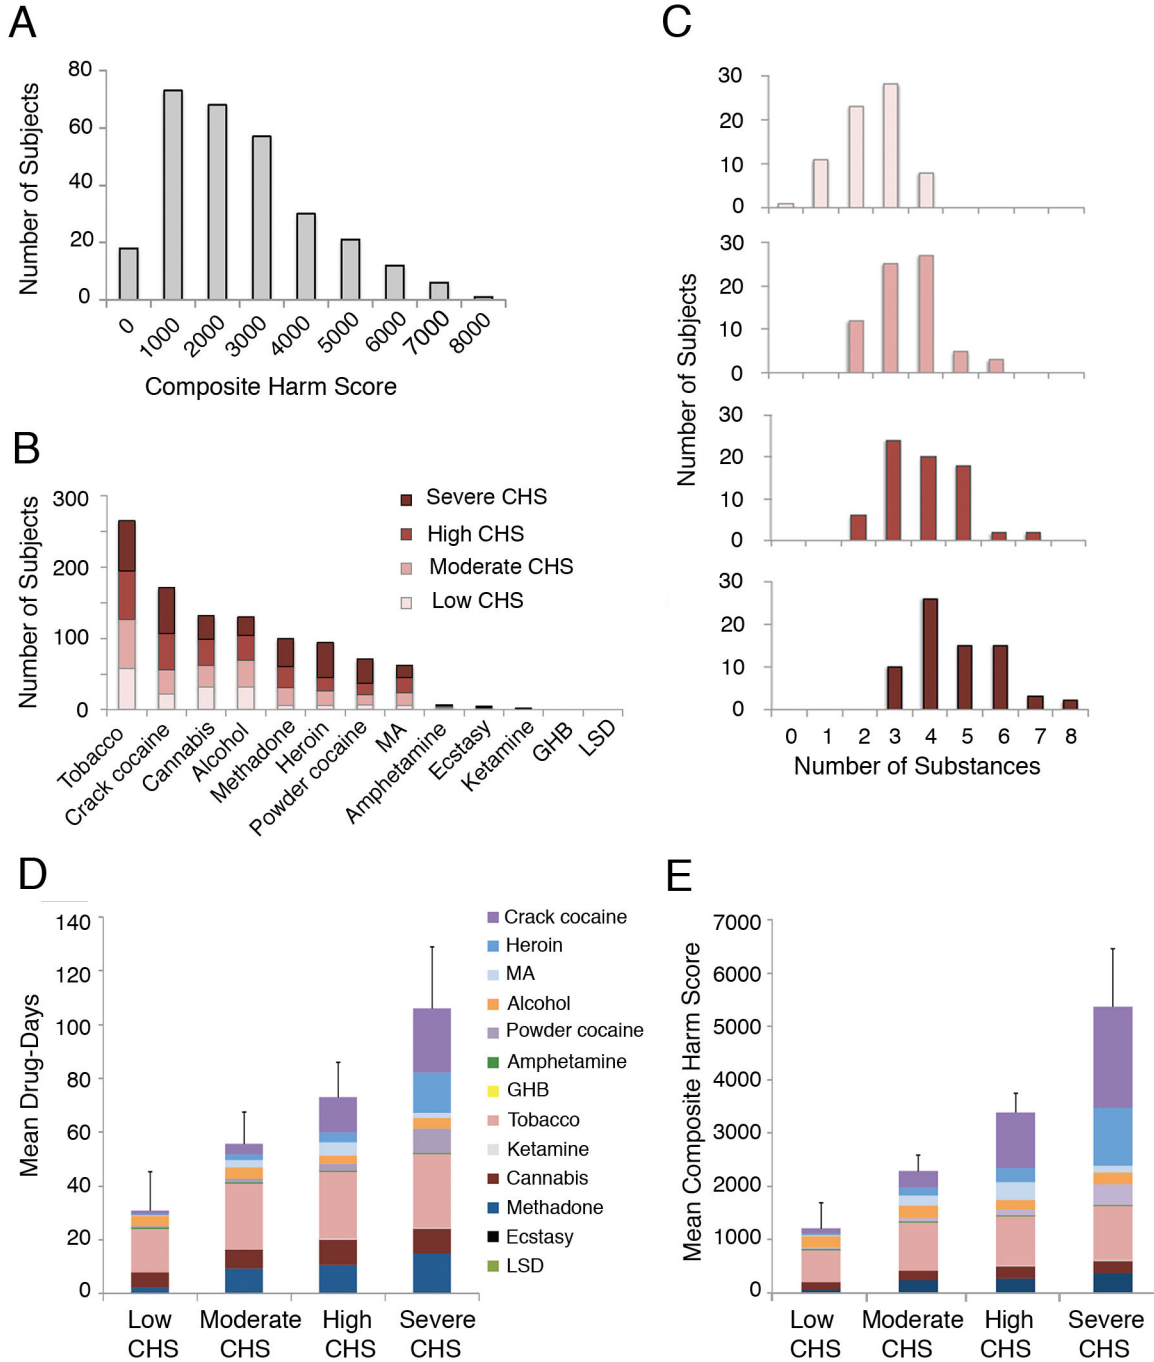 A
80
60
40
20
0
Number of Subjects
0
1000
2000
3000
4000
5000
6000
7000
8000
Composite Harm Score
B
300
200
100
0
Number of Subjects
Severe CHS
High CHS
Moderate CHS
Low CHS
Tobacco
Crack cocaine
Cannabis
Alcohol
Methadone
Heroin
Powder cocaine
MA
Amphetamine
Ecstasy
Ketamine
GHB
LSD
C
30
20
10
0
30
20
10
0
30
20
10
0
30
20
10
0
Number of Subjects
0 1 2 3 4 5 6 7 8
Number of Substances
D
140
120
100
80
60
40
20
0
Mean Drug-Days
Low CHS
Moderate CHS
High CHS
Severe CHS
Crack cocaine
Heroin
MA
Alcohol
Powder cocaine
Amphetamine
GHB
Tobacco
Ketamine
Cannabis
Methadone
Ecstasy
LSD
E
7000
6000
5000
4000
3000
2000
1000
0
Mean Composite Harm Score
Low CHS
Moderate CHS
High CHS
Severe CHS